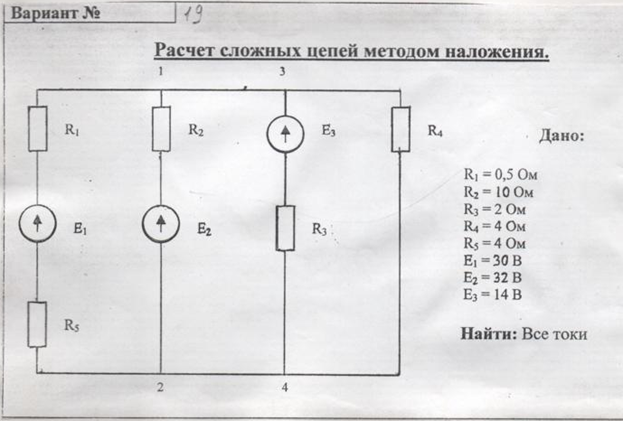 Вариант № 19
Расчет сложных цепей методом наложения.
1 3
R₁ R₂ E₃ R₄
Дано:
R₁ = 0,5 Ом
R₂ = 10 Ом
R₃ = 2 Ом
R₄ = 4 Ом
R₅ = 4 Ом
E₁ = 30 В
E₂ = 32 В
E₃ = 14 В
E₁ E₂ R₃
R₅
Найти: Все токи
2 4